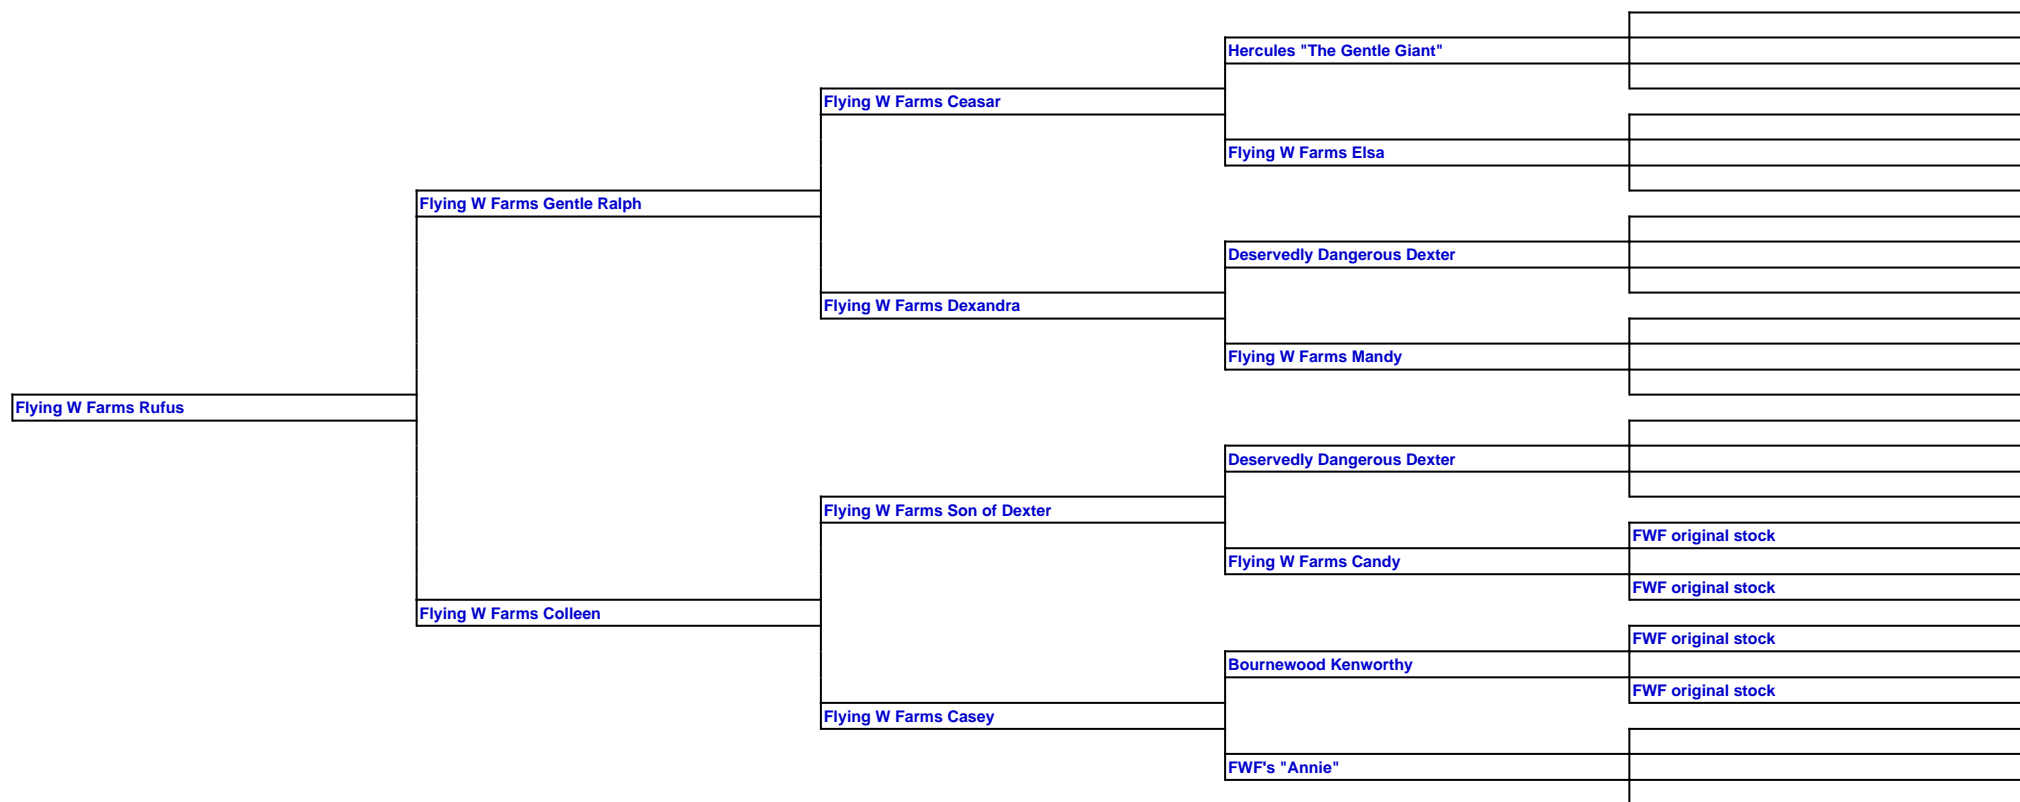 Hercules "The Gentle Giant"
Flying W Farms Ceasar
Flying W Farms Elsa
Flying W Farms Gentle Ralph
Deservedly Dangerous Dexter
Flying W Farms Dexandra
Flying W Farms Mandy
Flying W Farms Rufus
Deservedly Dangerous Dexter
Flying W Farms Son of Dexter
FWF original stock
Flying W Farms Candy
FWF original stock
Flying W Farms Colleen
FWF original stock
Bournewood Kenworthy
FWF original stock
Flying W Farms Casey
FWF's "Annie"